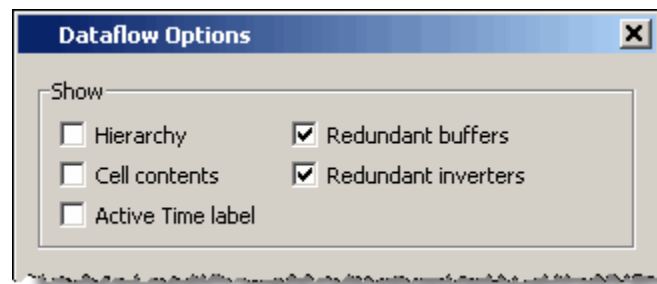 Dataflow Options
Show
Hierarchy
Redundant buffers
Cell contents
Redundant inverters
Active Time label